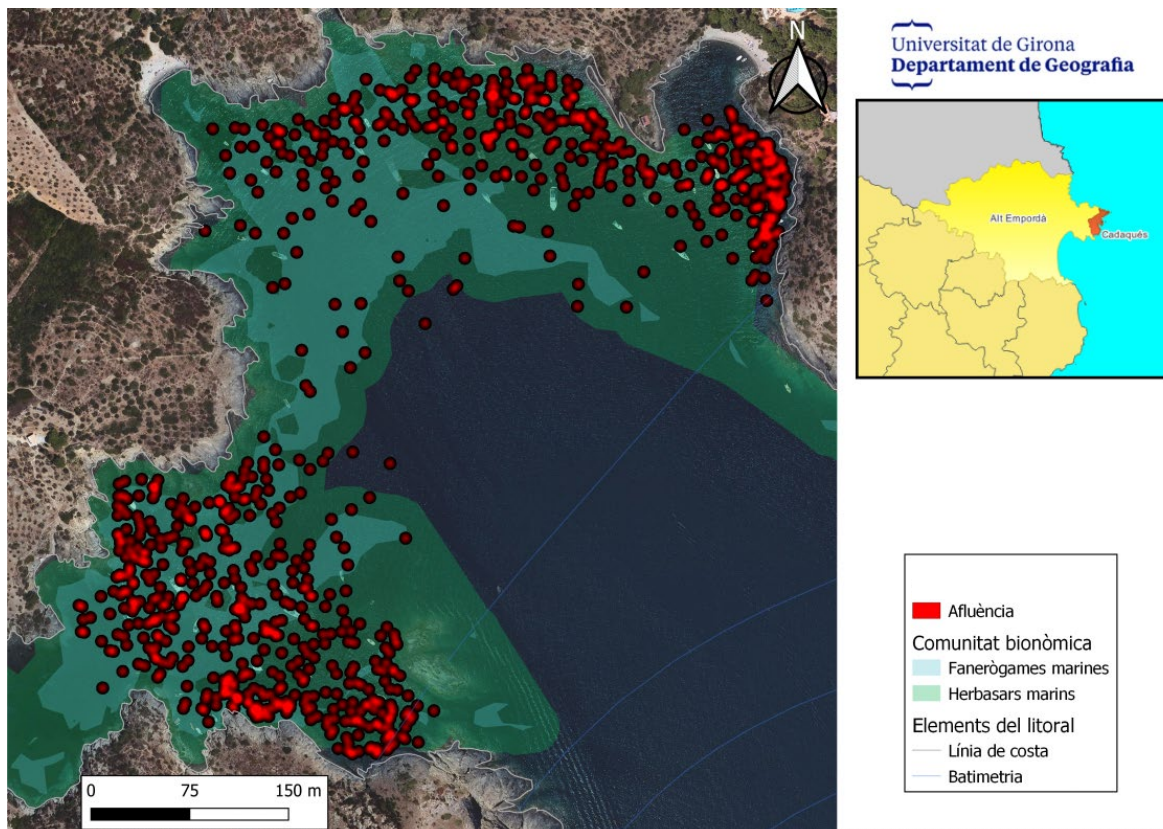 N
Universitat de Girona
Departament de Geografia
Alt Empordà
Cadaqués
Afluència
Comunitat bionòmica
Fanerògames marines
Herbasars marins
Elements del litoral
Línia de costa
Batimetria
0 75 150 m